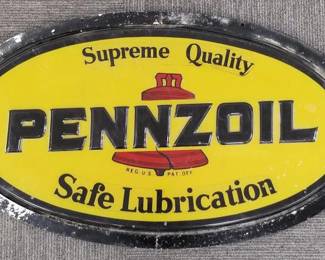 Supreme Quality
PENNZOIL
REG. U.S. PAT. OFF.
Safe Lubrication